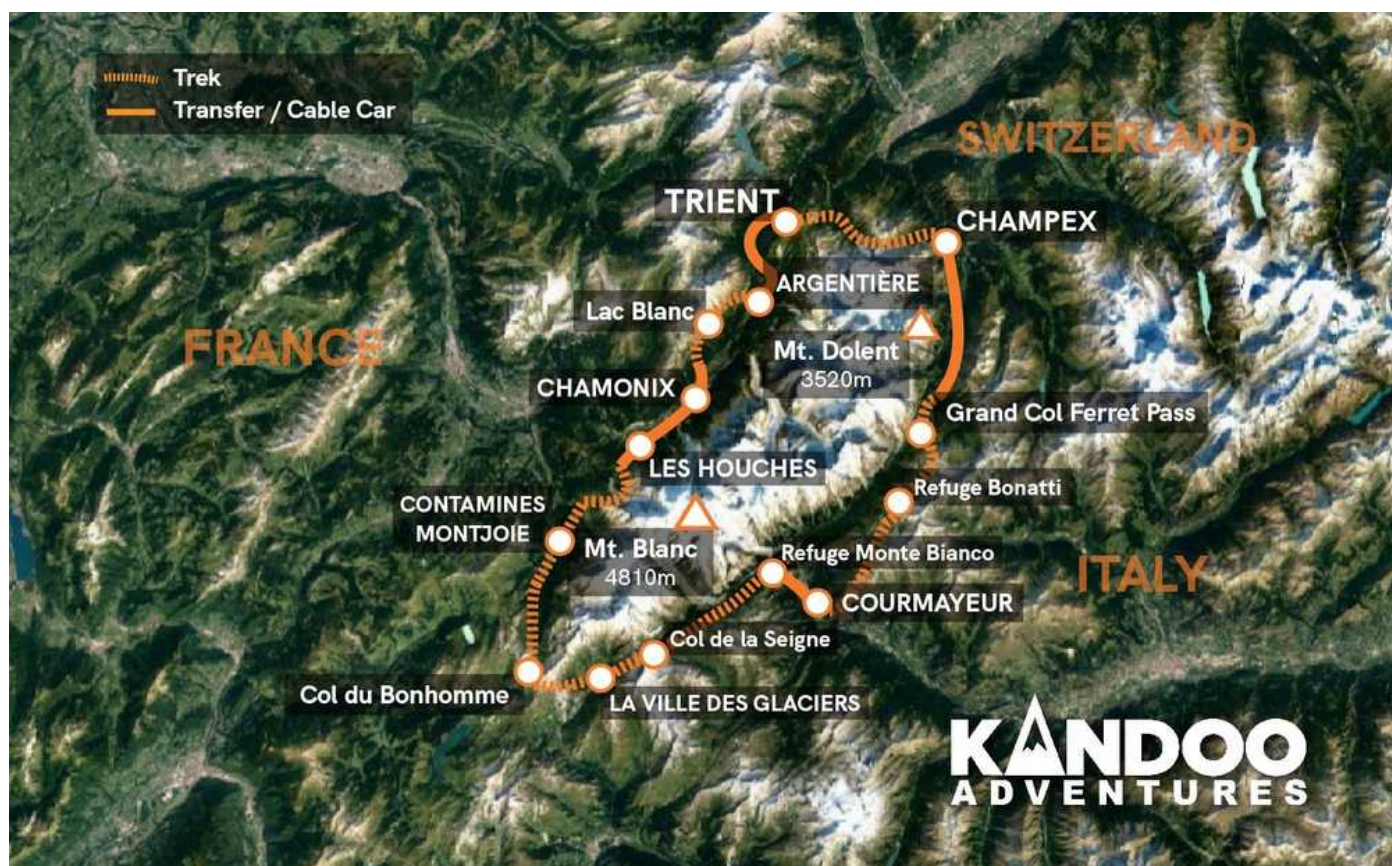 Trek
Transfer / Cable Car
SWITZERLAND
TRIENT
CHAMPEX
ARGENTIÈRE
Lac Blanc
FRANCE
Mt. Dolent
3520m
CHAMONIX
Grand Col Ferret Pass
LES HOUCHES
Refuge Bonatti
CONTAMINES
MONTJOIE
Mt. Blanc
4810m
Refuge Monte Bianco
ITALY
COURMAYEUR
Col de la Seigne
Col du Bonhomme
LA VILLE DES GLACIERS
KANDOO
ADVENTURES